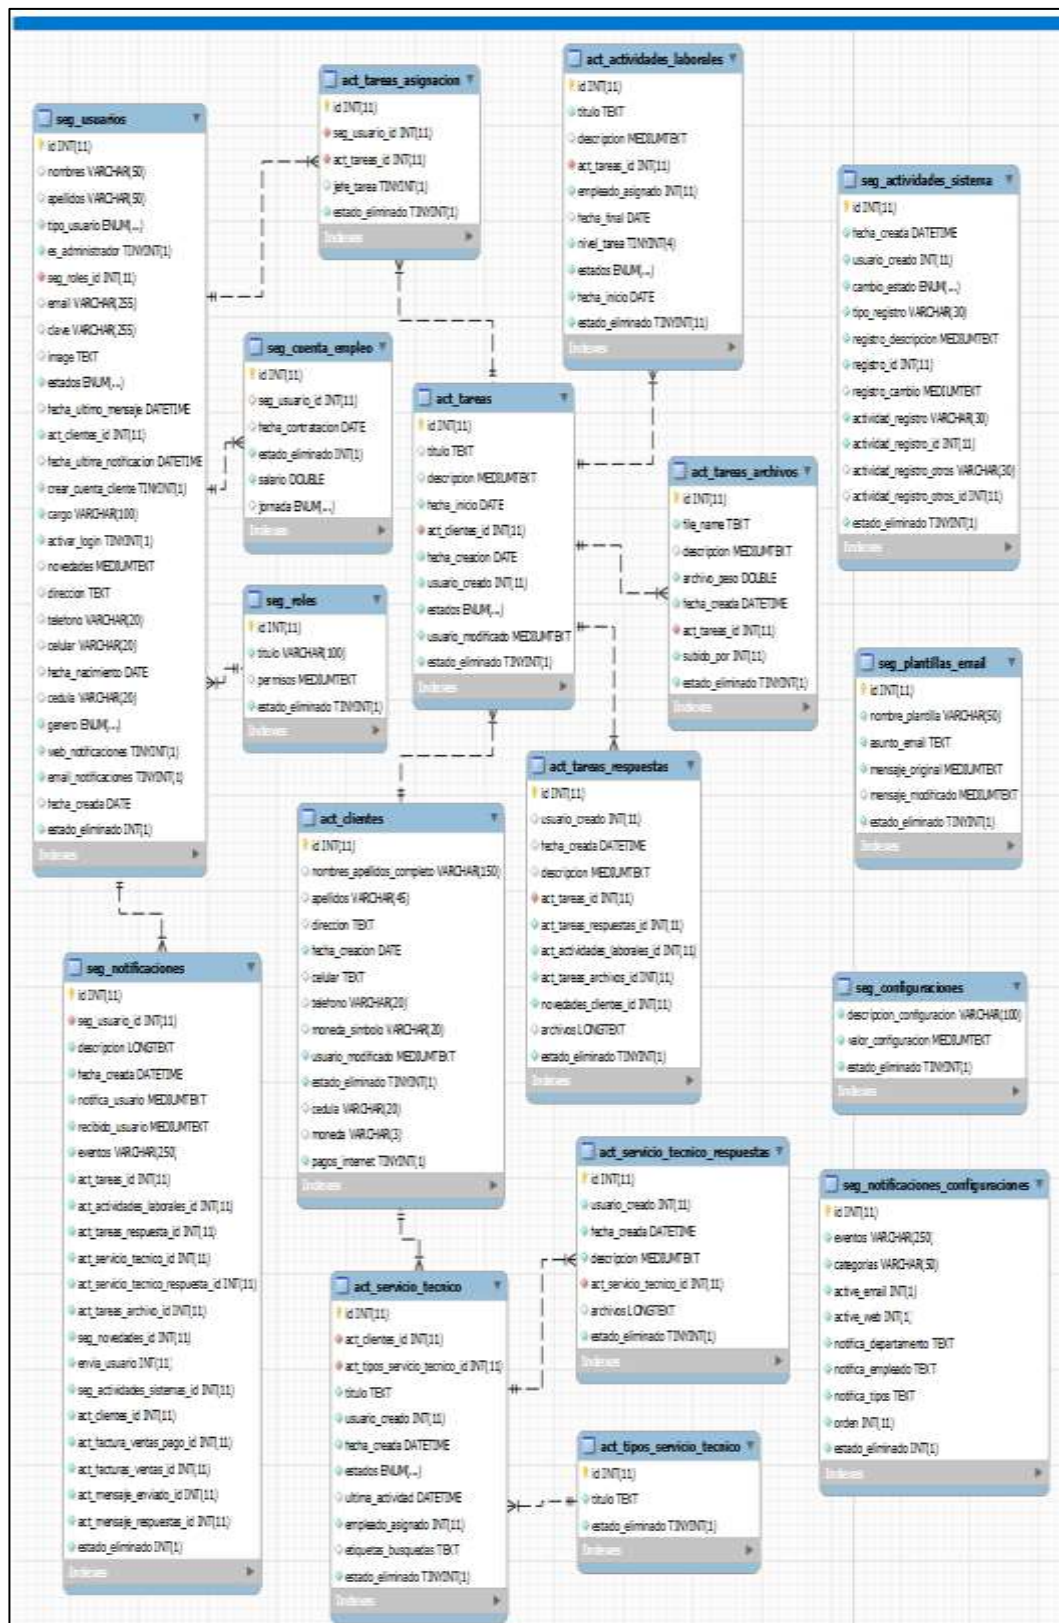 seg_usuarios
id INT(11)
nombres VARCHAR(50)
apellidos VARCHAR(50)
tipo_usuario ENUM(...)
es_administrador TINYINT(1)
seg_roles_id INT(11)
email VARCHAR(255)
clave VARCHAR(255)
image TEXT
estados ENUM(...)
fecha_ultimo_mensaje DATETIME
act_clientes_id INT(11)
fecha_ultima_notificacion DATETIME
crear_cuenta_cliente TINYINT(1)
cargo VARCHAR(100)
activar_login TINYINT(1)
novedades MEDIUMTEXT
direccion TEXT
telefono VARCHAR(20)
celular VARCHAR(20)
fecha_nacimiento DATE
cedula VARCHAR(20)
genero ENUM(...)
web_notificaciones TINYINT(1)
email_notificaciones TINYINT(1)
fecha_creada DATE
estado_eliminado INT(1)
Indexes
act_tareas_asignacion
id INT(11)
seg_usuario_id INT(11)
act_tareas_id INT(11)
jefe_tarea TINYINT(1)
estado_eliminado TINYINT(1)
Indexes
act_actividades_laborales
id INT(11)
titulo TEXT
descripcion MEDIUMTEXT
act_tareas_id INT(11)
empleado_asignado INT(11)
fecha_final DATE
nivel_tarea TINYINT(4)
estados ENUM(...)
fecha_inicio DATE
estado_eliminado TINYINT(11)
Indexes
seg_actividades_sistema
id INT(11)
fecha_creada DATETIME
usuario_creado INT(11)
cambio_estado ENUM(...)
tipo_registro VARCHAR(30)
registro_descripcion MEDIUMTEXT
registro_id INT(11)
registro_cambio MEDIUMTEXT
actividad_registro VARCHAR(30)
actividad_registro_id INT(11)
actividad_registro_otros VARCHAR(30)
actividad_registro_otros_id INT(11)
estado_eliminado TINYINT(1)
Indexes
seg_cuenta_empleo
id INT(11)
seg_usuario_id INT(11)
fecha_contratacion DATE
estado_eliminado INT(1)
salario DOUBLE
jornada ENUM(...)
Indexes
act_tareas
id INT(11)
titulo TEXT
descripcion MEDIUMTEXT
fecha_inicio DATE
act_clientes_id INT(11)
fecha_creacion DATE
usuario_creado INT(11)
estados ENUM(...)
usuario_modificado MEDIUMTEXT
estado_eliminado TINYINT(1)
Indexes
act_tareas_archivos
id INT(11)
file_name TEXT
descripcion MEDIUMTEXT
archivo_peso DOUBLE
fecha_creada DATETIME
act_tareas_id INT(11)
subido_por INT(11)
estado_eliminado TINYINT(1)
Indexes
seg_roles
id INT(11)
titulo VARCHAR(100)
permisos MEDIUMTEXT
estado_eliminado TINYINT(1)
Indexes
seg_plantillas_email
id INT(11)
nombre_plantilla VARCHAR(50)
asunto_email TEXT
mensaje_original MEDIUMTEXT
mensaje_modificado MEDIUMTEXT
estado_eliminado TINYINT(1)
Indexes
act_tareas_respuestas
id INT(11)
usuario_creado INT(11)
fecha_creada DATETIME
descripcion MEDIUMTEXT
act_tareas_id INT(11)
act_tareas_respuestas_id INT(11)
act_actividades_laborales_id INT(11)
act_tareas_archivos_id INT(11)
novedades_clientes_id INT(11)
archivos LONGTEXT
estado_eliminado TINYINT(1)
Indexes
act_clientes
id INT(11)
nombres_apellidos_completo VARCHAR(150)
apellidos VARCHAR(45)
direccion TEXT
fecha_creacion DATE
celular TEXT
telefono VARCHAR(20)
moneda_simbolo VARCHAR(20)
usuario_modificado MEDIUMTEXT
estado_eliminado TINYINT(1)
cedula VARCHAR(20)
moneda VARCHAR(3)
pagos_internet TINYINT(1)
Indexes
seg_notificaciones
id INT(11)
seg_usuario_id INT(11)
descripcion LONGTEXT
fecha_creada DATETIME
notifica_usuario MEDIUMTEXT
recibido_usuario MEDIUMTEXT
eventos VARCHAR(250)
act_tareas_id INT(11)
act_actividades_laborales_id INT(11)
act_tareas_respuesta_id INT(11)
act_servicio_tecnico_id INT(11)
act_servicio_tecnico_respuesta_id INT(11)
act_tareas_archivo_id INT(11)
seg_novedades_id INT(11)
envia_usuario INT(11)
seg_actividades_sistemas_id INT(11)
act_clientes_id INT(11)
act_factura_ventas_pago_id INT(11)
act_facturas_ventas_id INT(11)
act_mensaje_enviado_id INT(11)
act_mensaje_respuestas_id INT(11)
estado_eliminado INT(1)
Indexes
seg_configuraciones
descripcion_configuracion VARCHAR(100)
valor_configuracion MEDIUMTEXT
estado_eliminado TINYINT(1)
Indexes
act_servicio_tecnico_respuestas
id INT(11)
usuario_creado INT(11)
fecha_creada DATETIME
descripcion MEDIUMTEXT
act_servicio_tecnico_id INT(11)
archivos LONGTEXT
estado_eliminado TINYINT(1)
Indexes
seg_notificaciones_configuraciones
id INT(11)
eventos VARCHAR(250)
categorias VARCHAR(50)
active_email INT(1)
active_web INT(1)
notifica_departamento TEXT
notifica_empleado TEXT
notifica_tipos TEXT
orden INT(11)
estado_eliminado INT(1)
Indexes
act_servicio_tecnico
id INT(11)
act_clientes_id INT(11)
act_tipos_servicio_tecnico_id INT(11)
titulo TEXT
usuario_creado INT(11)
fecha_creada DATETIME
estados ENUM(...)
ultima_actividad DATETIME
empleado_asignado INT(11)
etiquetas_busquedas TEXT
estado_eliminado TINYINT(1)
Indexes
act_tipos_servicio_tecnico
id INT(11)
titulo TEXT
estado_eliminado TINYINT(1)
Indexes